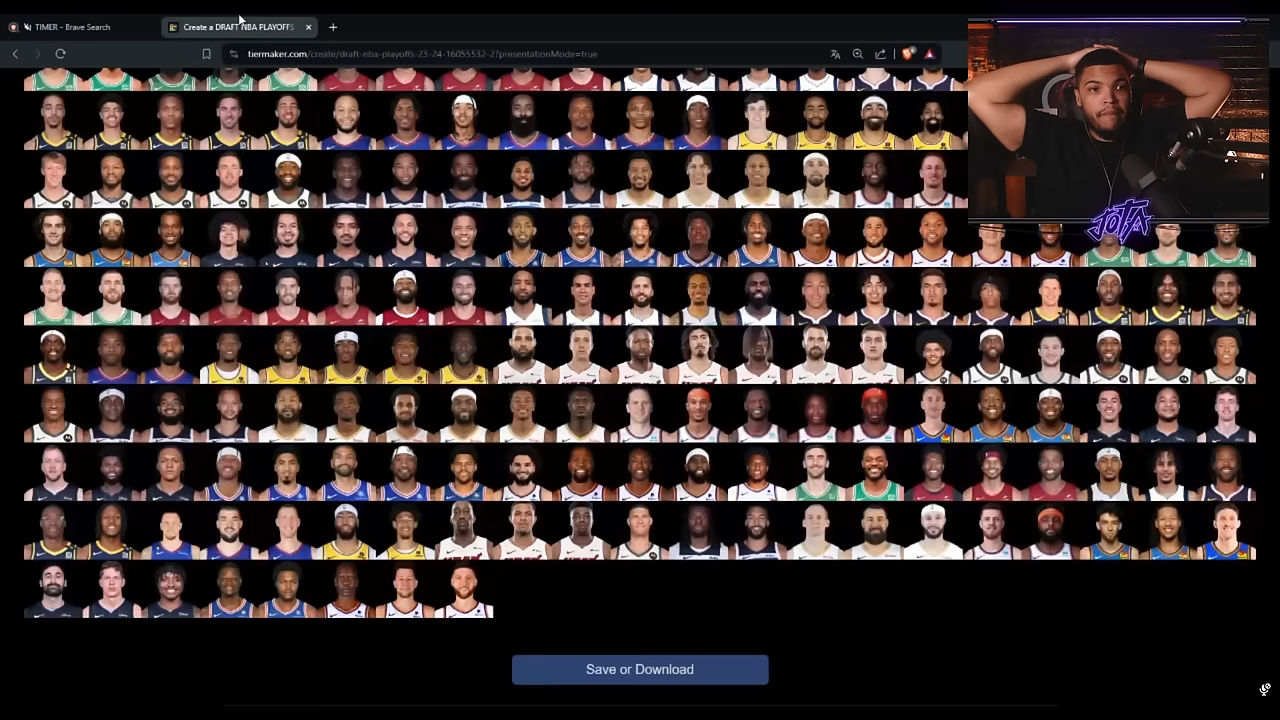 TIMER - Brave Search
Create a DRAFT NBA PLAYOFFS
tiermaker.com/create/draft-nba-playoffs-23-24-16055532-2?presentationMode=true
JOTA
Save or Download